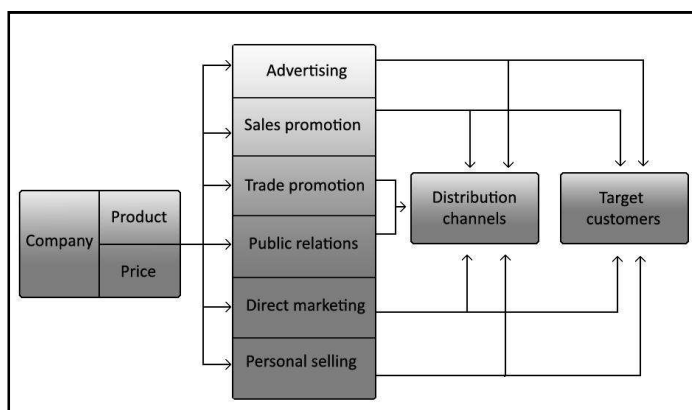 Company
Product
Price
Advertising
Sales promotion
Trade promotion
Public relations
Direct marketing
Personal selling
Distribution
channels
Target
customers